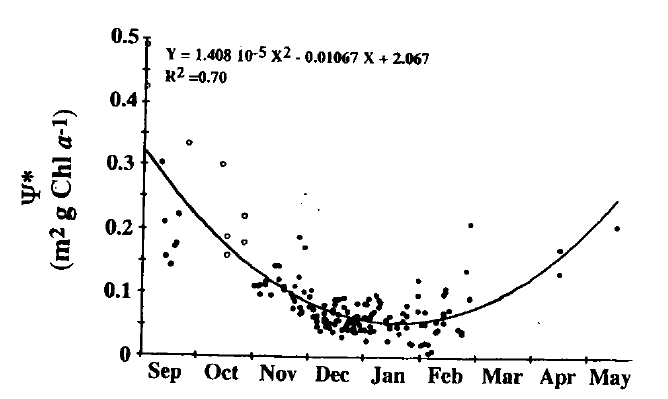 0.5
Y = 1.408 10-5 X2 - 0.01067 X + 2.067
R2 =0.70
0.4
0.3
0.2
0.1
0
Ψ*
(m2 g Chl a-1)
Sep Oct Nov Dec Jan Feb Mar Apr May